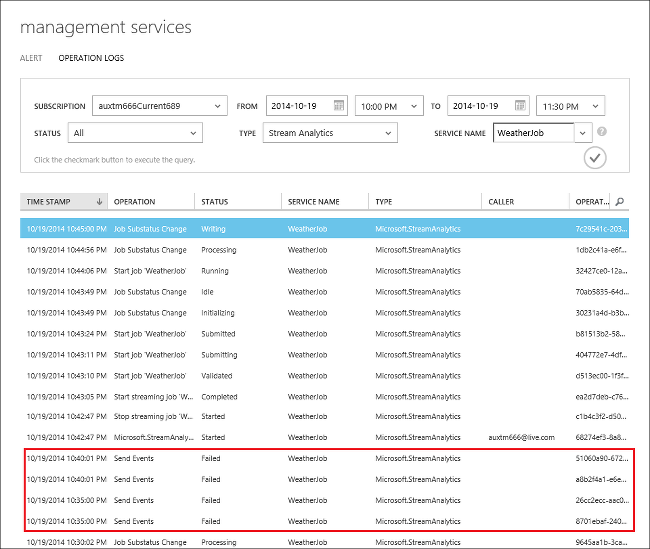 management services
ALERT OPERATION LOGS
SUBSCRIPTION auxtm666Current689 FROM 2014-10-19 10:00 PM TO 2014-10-19 11:30 PM
STATUS All TYPE Stream Analytics SERVICE NAME WeatherJob ?
Click the checkmark button to execute the query.
TIME STAMP OPERATION STATUS SERVICE NAME TYPE CALLER OPERAT...
10/19/2014 10:45:00 PM Job Substatus Change Writing WeatherJob Microsoft.StreamAnalytics 7c29541c-203...
10/19/2014 10:44:56 PM Job Substatus Change Processing WeatherJob Microsoft.StreamAnalytics 1db2c41a-e6f...
10/19/2014 10:44:06 PM Start job 'WeatherJob' Running WeatherJob Microsoft.StreamAnalytics 32427ce0-12a...
10/19/2014 10:43:49 PM Job Substatus Change Idle WeatherJob Microsoft.StreamAnalytics 70ab5835-64d...
10/19/2014 10:43:49 PM Job Substatus Change Initializing WeatherJob Microsoft.StreamAnalytics 30231a4d-b3b...
10/19/2014 10:43:24 PM Start job 'WeatherJob' Submitted WeatherJob Microsoft.StreamAnalytics b81513b2-58...
10/19/2014 10:43:11 PM Start job 'WeatherJob' Submitting WeatherJob Microsoft.StreamAnalytics 404772e7-4df...
10/19/2014 10:43:10 PM Start job 'WeatherJob' Validated WeatherJob Microsoft.StreamAnalytics d513ec00-1f3f...
10/19/2014 10:43:05 PM Start streaming job 'W... Completed WeatherJob Microsoft.StreamAnalytics ea2d7deb-c76...
10/19/2014 10:42:47 PM Stop streaming job 'W... Started WeatherJob Microsoft.StreamAnalytics c1b4c3f2-d50...
10/19/2014 10:42:47 PM Microsoft.StreamAnaly... Started WeatherJob Microsoft.StreamAnalytics auxtm666@live.com 68274ef3-8a8...
10/19/2014 10:40:01 PM Send Events Failed WeatherJob Microsoft.StreamAnalytics 51060a90-672...
10/19/2014 10:40:01 PM Send Events Failed WeatherJob Microsoft.StreamAnalytics a8b2f4a1-e6e...
10/19/2014 10:35:00 PM Send Events Failed WeatherJob Microsoft.StreamAnalytics 26cc2ecc-aac0...
10/19/2014 10:35:00 PM Send Events Failed WeatherJob Microsoft.StreamAnalytics 8701ebaf-240...
10/19/2014 10:30:02 PM Job Substatus Change Processing WeatherJob Microsoft.StreamAnalytics 9645aa1b-3ca...